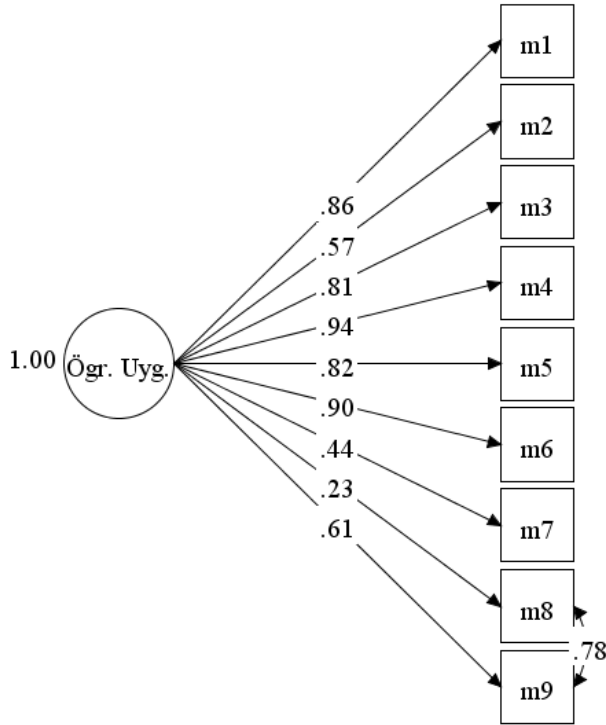 m1
m2
m3
m4
m5
m6
m7
m8
m9
.86
.57
.81
.94
.82
.90
.44
.23
.61
1.00
Ögr. Uyg.
.78